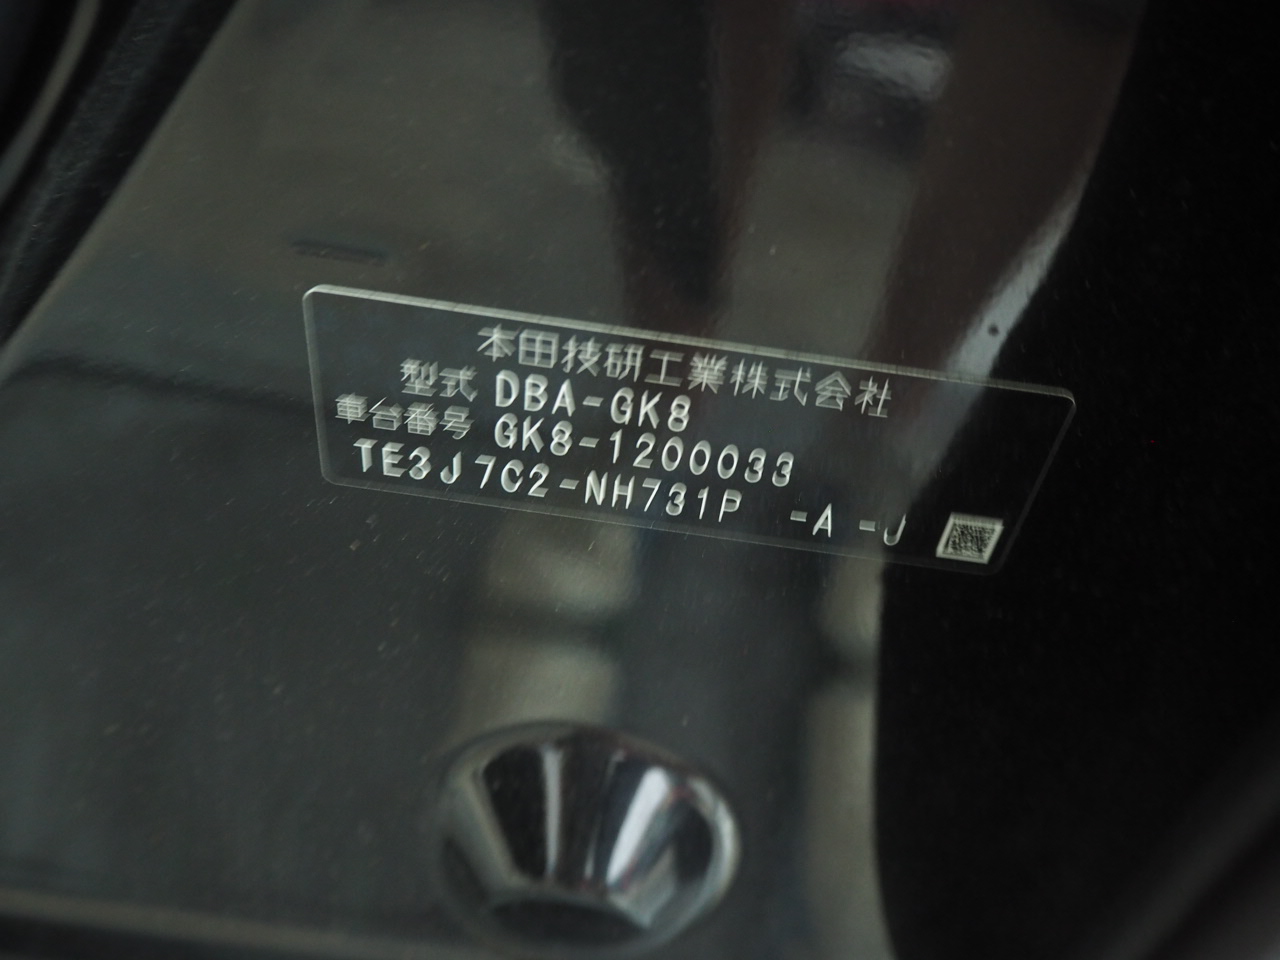 本田技研工業株式会社
型式 DBA-GK8
車台番号 GK8-1200033
TE3J7C2-NH731P -A -J